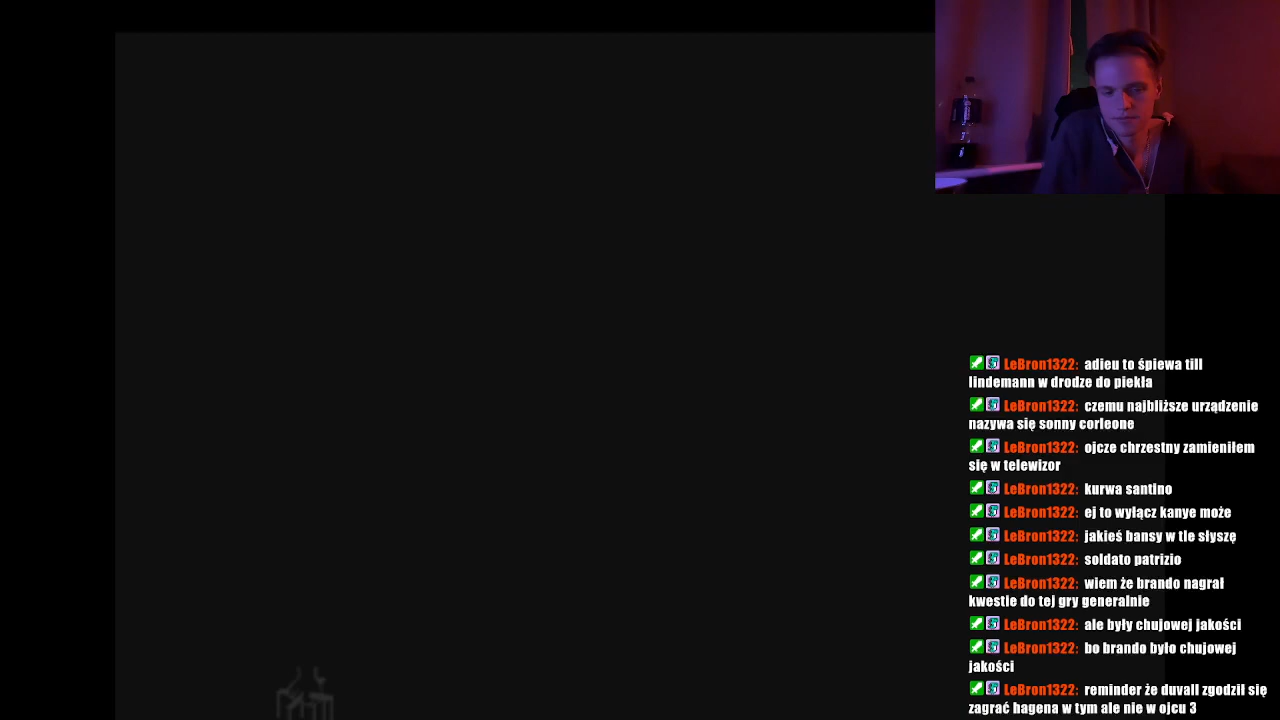 LeBron1322: adieu to śpiewa till
lindemann w drodze do piekła
LeBron1322: czemu najbliższe urządzenie
nazywa się sonny corleone
LeBron1322: ojcze chrzestny zamieniłem
się w telewizor
LeBron1322: kurwa santino
LeBron1322: ej to wyłącz kanye może
LeBron1322: jakieś bansy w tle słyszę
LeBron1322: soldato patrizio
LeBron1322: wiem że brando nagrał
kwestie do tej gry generalnie
LeBron1322: ale były chujowej jakości
LeBron1322: bo brando było chujowej
jakości
LeBron1322: reminder że duvall zgodził się
zagrać hagena w tym ale nie w ojcu 3